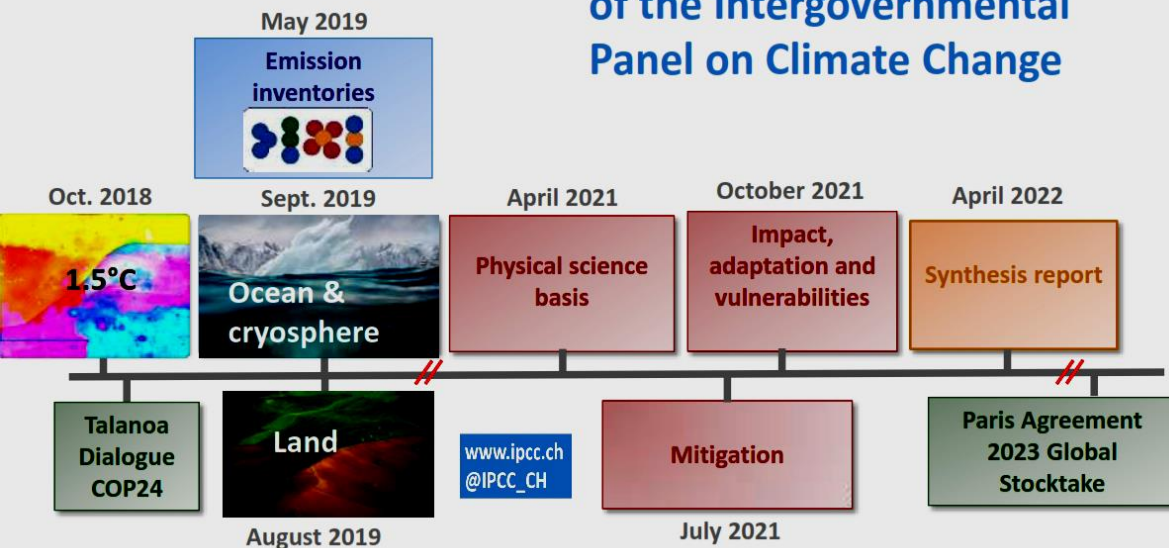 of the Intergovernmental
Panel on Climate Change
May 2019
Emission
inventories
Oct. 2018
1.5°C
Sept. 2019
Ocean &
cryosphere
April 2021
Physical science
basis
October 2021
Impact,
adaptation and
vulnerabilities
April 2022
Synthesis report
Talanoa
Dialogue
COP24
Land
August 2019
www.ipcc.ch
@IPCC_CH
Mitigation
July 2021
Paris Agreement
2023 Global
Stocktake